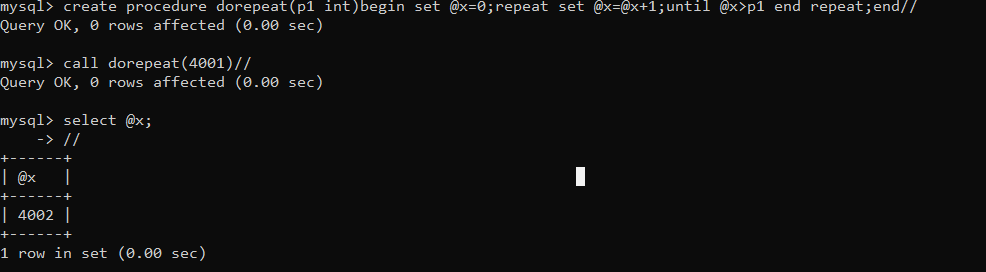 mysql> create procedure dorepeat(p1 int)begin set @x=0;repeat set @x=@x+1;until @x>p1 end repeat;end//
Query OK, 0 rows affected (0.00 sec)

mysql> call dorepeat(4001)//
Query OK, 0 rows affected (0.00 sec)

mysql> select @x;
    -> //
+------+
| @x   |
+------+
| 4002 |
+------+
1 row in set (0.00 sec)